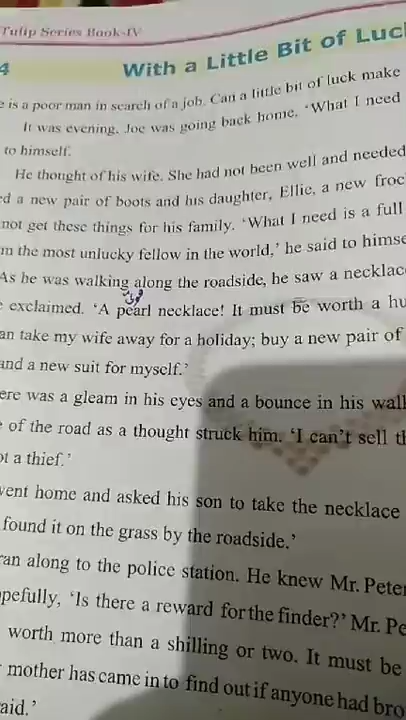 Tulip Series Book-IV
4
With a Little Bit of Luc
e is a poor man in search of a job. Can a little bit of luck make
It was evening. Joe was going back home. 'What I need
to himself.
He thought of his wife. She had not been well and needed
ed a new pair of boots and his daughter, Ellie, a new froc
not get these things for his family. 'What I need is a full
m the most unlucky fellow in the world,' he said to himse
As he was walking along the roadside, he saw a necklac
e exclaimed. 'A pearl necklace! It must be worth a hu
an take my wife away for a holiday; buy a new pair of
and a new suit for myself.'
ere was a gleam in his eyes and a bounce in his wal
e of the road as a thought struck him. 'I can't sell th
ot a thief.'
went home and asked his son to take the necklace
found it on the grass by the roadside.'
ran along to the police station. He knew Mr. Peter
pefully, 'Is there a reward for the finder?' Mr. Pe
worth more than a shilling or two. It must be
mother has came in to find out if anyone had bro
aid.'